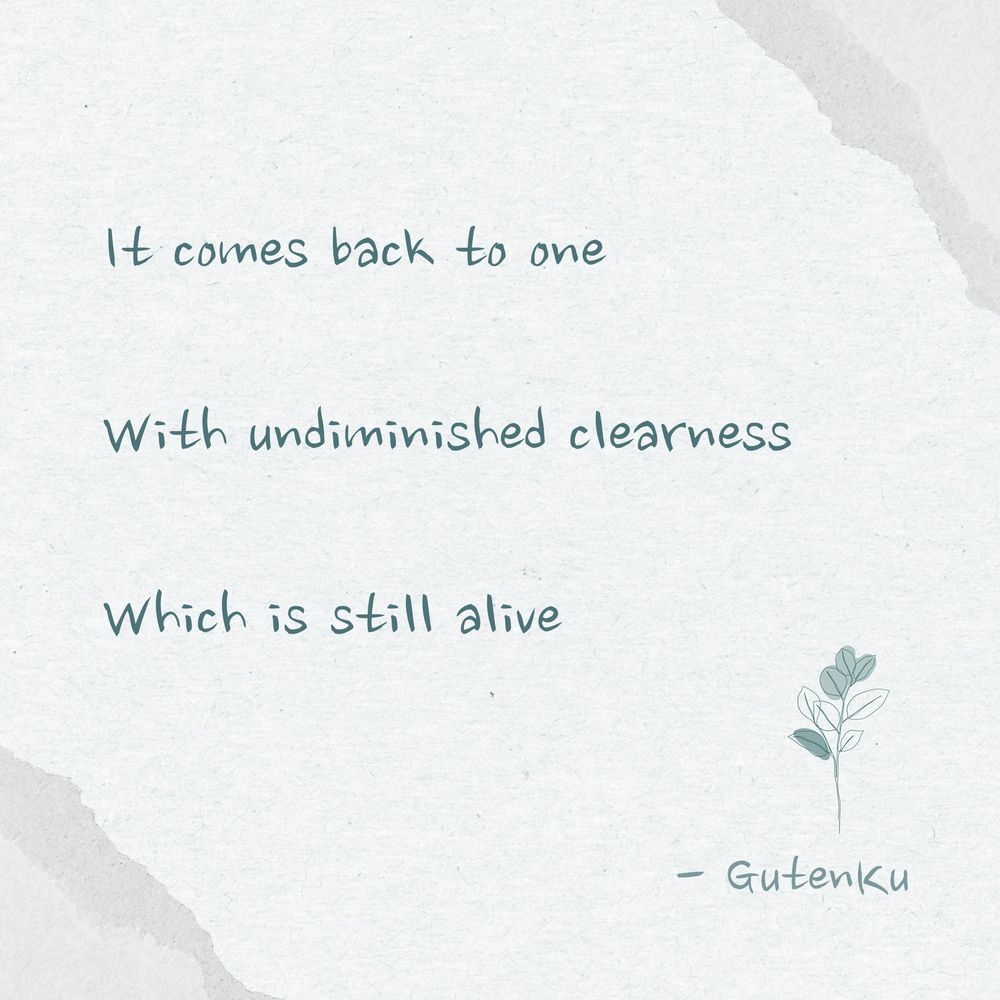 It comes back to one
With undiminished clearness
Which is still alive
- GutenKu